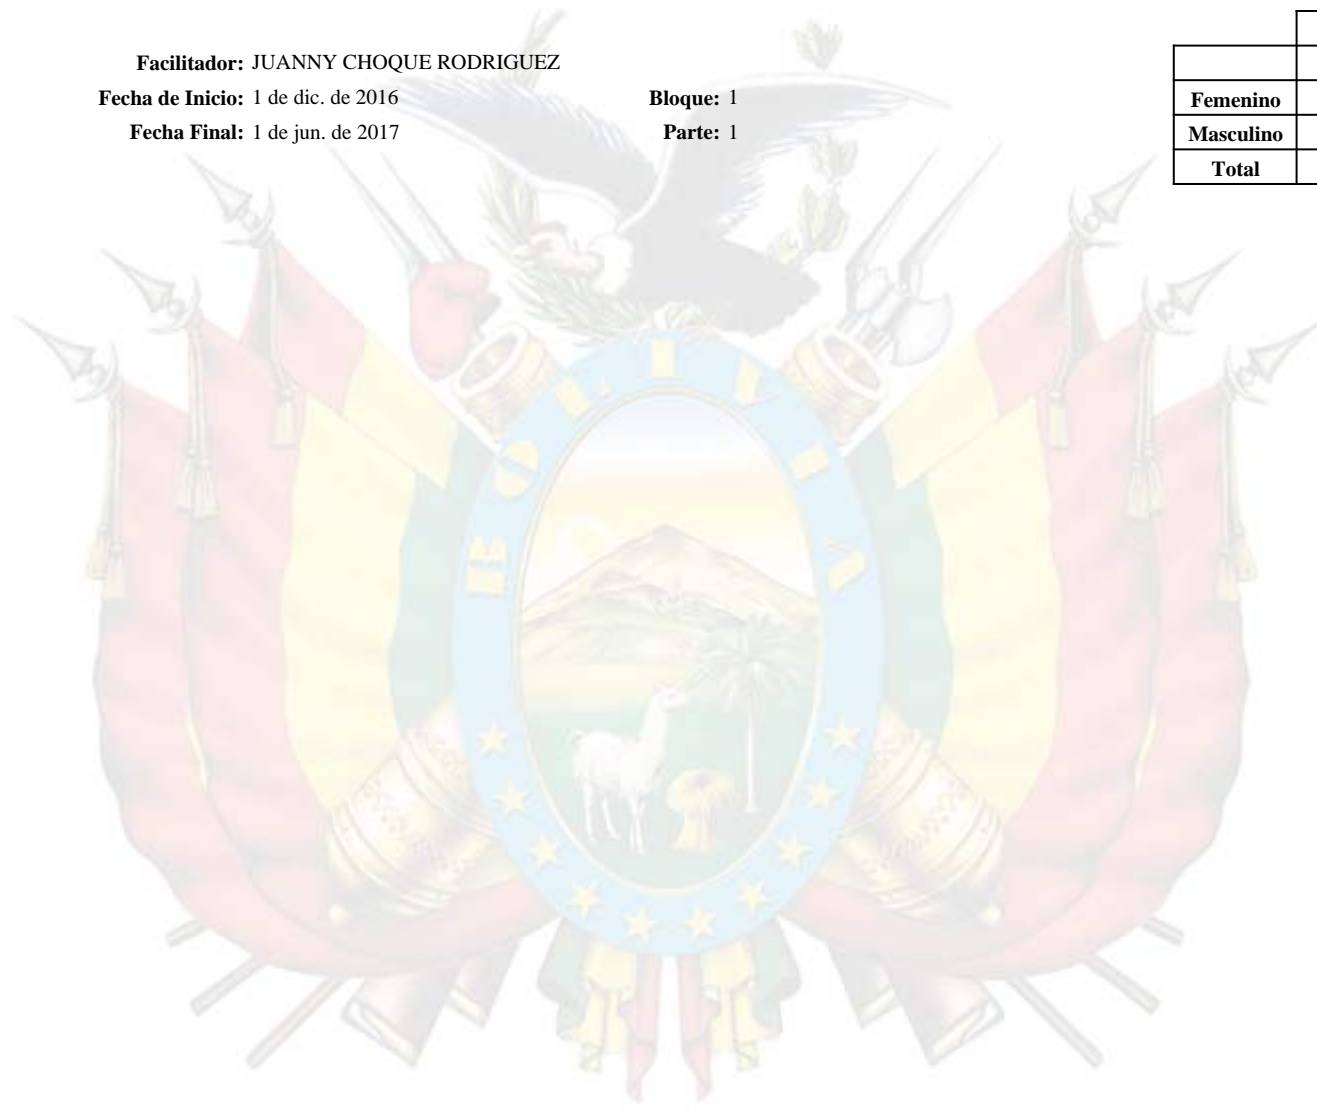 Facilitador: JUANNY CHOQUE RODRIGUEZ
Fecha de Inicio: 1 de dic. de 2016 Bloque: 1
Fecha Final: 1 de jun. de 2017 Parte: 1
Femenino
Masculino
Total
BOLIVIA